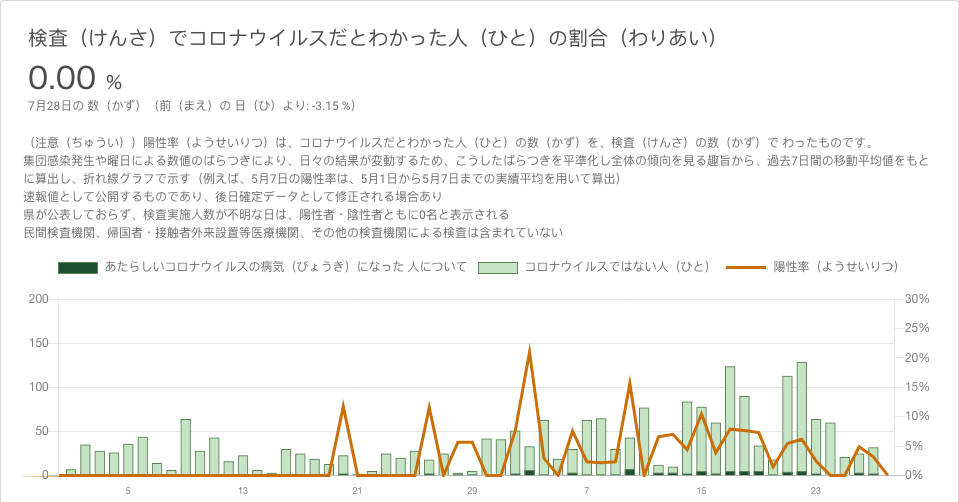 検査（けんさ）でコロナウイルスだとわかった人（ひと）の割合（わりあい）
0.00 %
7月28日の 数（かず）（前（まえ）の 日（ひ）より: -3.15 %）
（注意（ちゅうい））陽性率（ようせいりつ）は、コロナウイルスだとわかった人（ひと）の数（かず）を、検査（けんさ）の数（かず）で わったものです。
集団感染発生や曜日による数値のばらつきにより、日々の結果が変動するため、こうしたばらつきを平準化し全体の傾向を見る趣旨から、過去7日間の移動平均値をもと
に算出し、折れ線グラフで示す（例えば、5月7日の陽性率は、5月1日から5月7日までの実績平均を用いて算出）
速報値として公開するものであり、後日確定データとして修正される場合あり
県が公表しておらず、検査実施人数が不明な日は、陽性者・陰性者ともに0名と表示される
民間検査機関、帰国者・接触者外来設置等医療機関、その他の検査機関による検査は含まれていない
あたらしいコロナウイルスの病気（びょうき）になった 人について コロナウイルスではない人（ひと） 陽性率（ようせいりつ）
200 30%
25%
150
20%
100 15%
10%
50
5%
0 0%
5 13 21 29 7 15 23